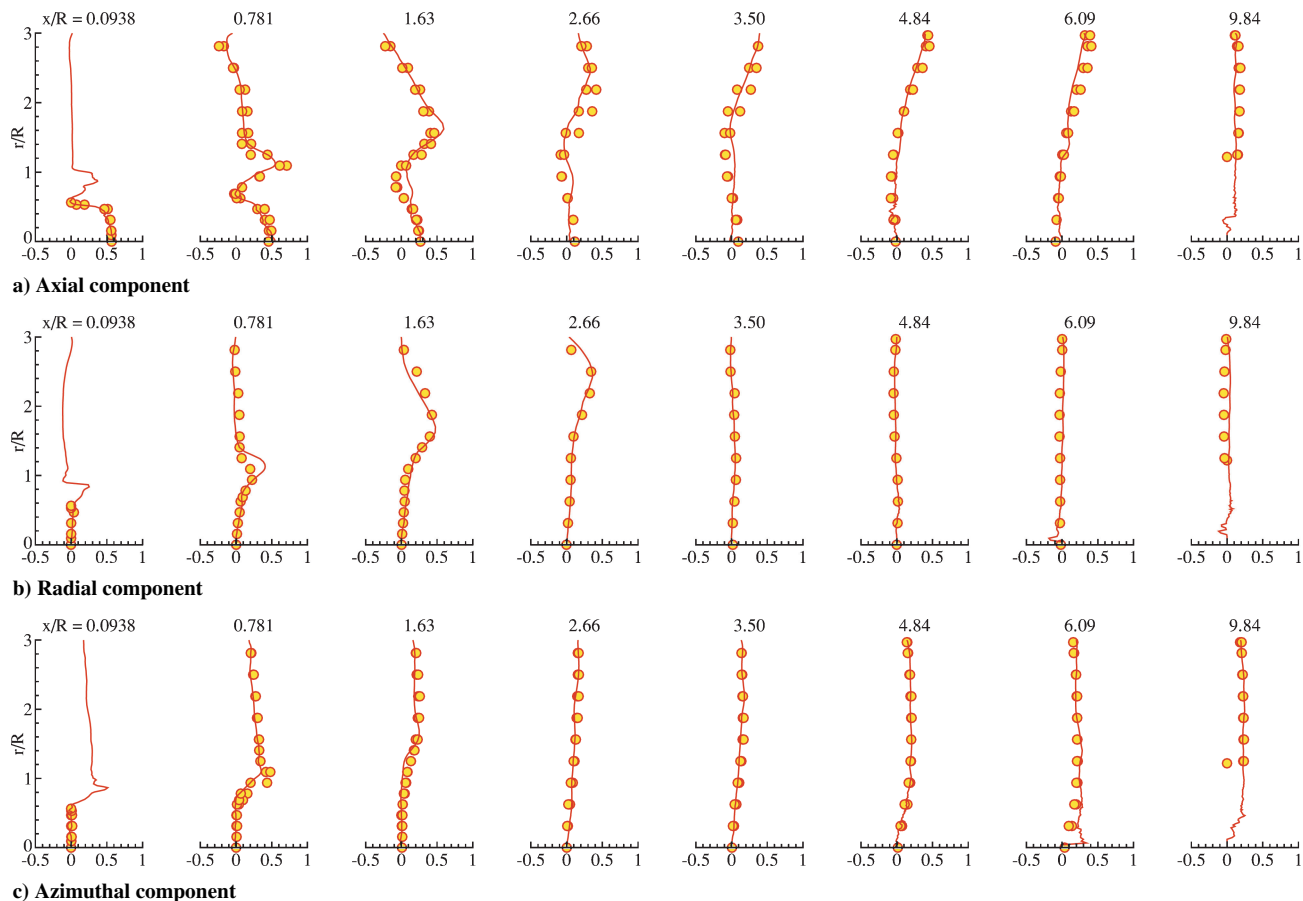 x/R = 0.0938 0.781 1.63 2.66 3.50 4.84 6.09 9.84
3
2
r/R
1
0
-0.5 0 0.5 1 -0.5 0 0.5 1 -0.5 0 0.5 1 -0.5 0 0.5 1 -0.5 0 0.5 1 -0.5 0 0.5 1 -0.5 0 0.5 1 -0.5 0 0.5 1
a) Axial component
x/R = 0.0938 0.781 1.63 2.66 3.50 4.84 6.09 9.84
3
2
r/R
1
0
-0.5 0 0.5 1 -0.5 0 0.5 1 -0.5 0 0.5 1 -0.5 0 0.5 1 -0.5 0 0.5 1 -0.5 0 0.5 1 -0.5 0 0.5 1 -0.5 0 0.5 1
b) Radial component
x/R = 0.0938 0.781 1.63 2.66 3.50 4.84 6.09 9.84
3
2
r/R
1
0
-0.5 0 0.5 1 -0.5 0 0.5 1 -0.5 0 0.5 1 -0.5 0 0.5 1 -0.5 0 0.5 1 -0.5 0 0.5 1 -0.5 0 0.5 1 -0.5 0 0.5 1
c) Azimuthal component